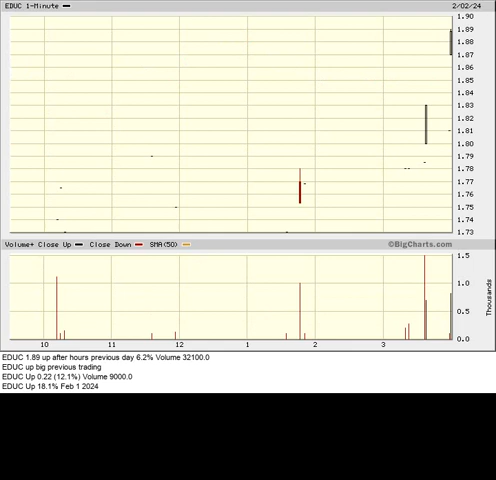 EDUC 1-Minute 2/02/24
1.90
1.89
1.88
1.87
1.86
1.85
1.84
1.83
1.82
1.81
1.80
1.79
1.78
1.77
1.76
1.75
1.74
1.73
Volume+ Close Up Close Down SMA(50) ©BigCharts.com
1.5
1.0
0.5
0.0
Thousands
10 11 12 1 2 3
EDUC 1.89 up after hours previous day 6.2% Volume 32100.0
EDUC up big previous trading
EDUC Up 0.22 (12.1%) Volume 9000.0
EDUC Up 18.1% Feb 1 2024